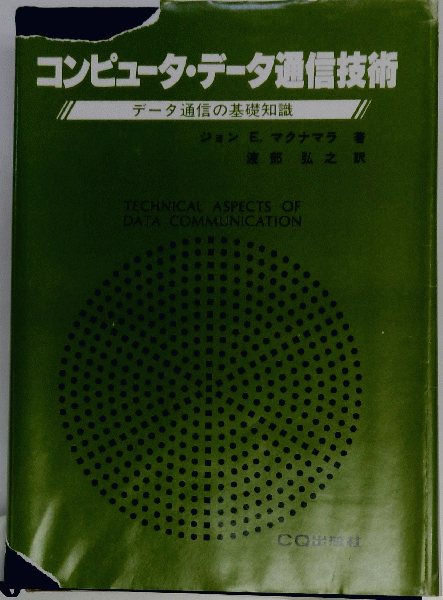 コンピュータ・データ通信技術
データ通信の基礎知識
ジョン E. マクナマラ 著
渡部 弘之 訳
TECHNICAL ASPECTS OF
DATA COMMUNICATION
CQ出版社